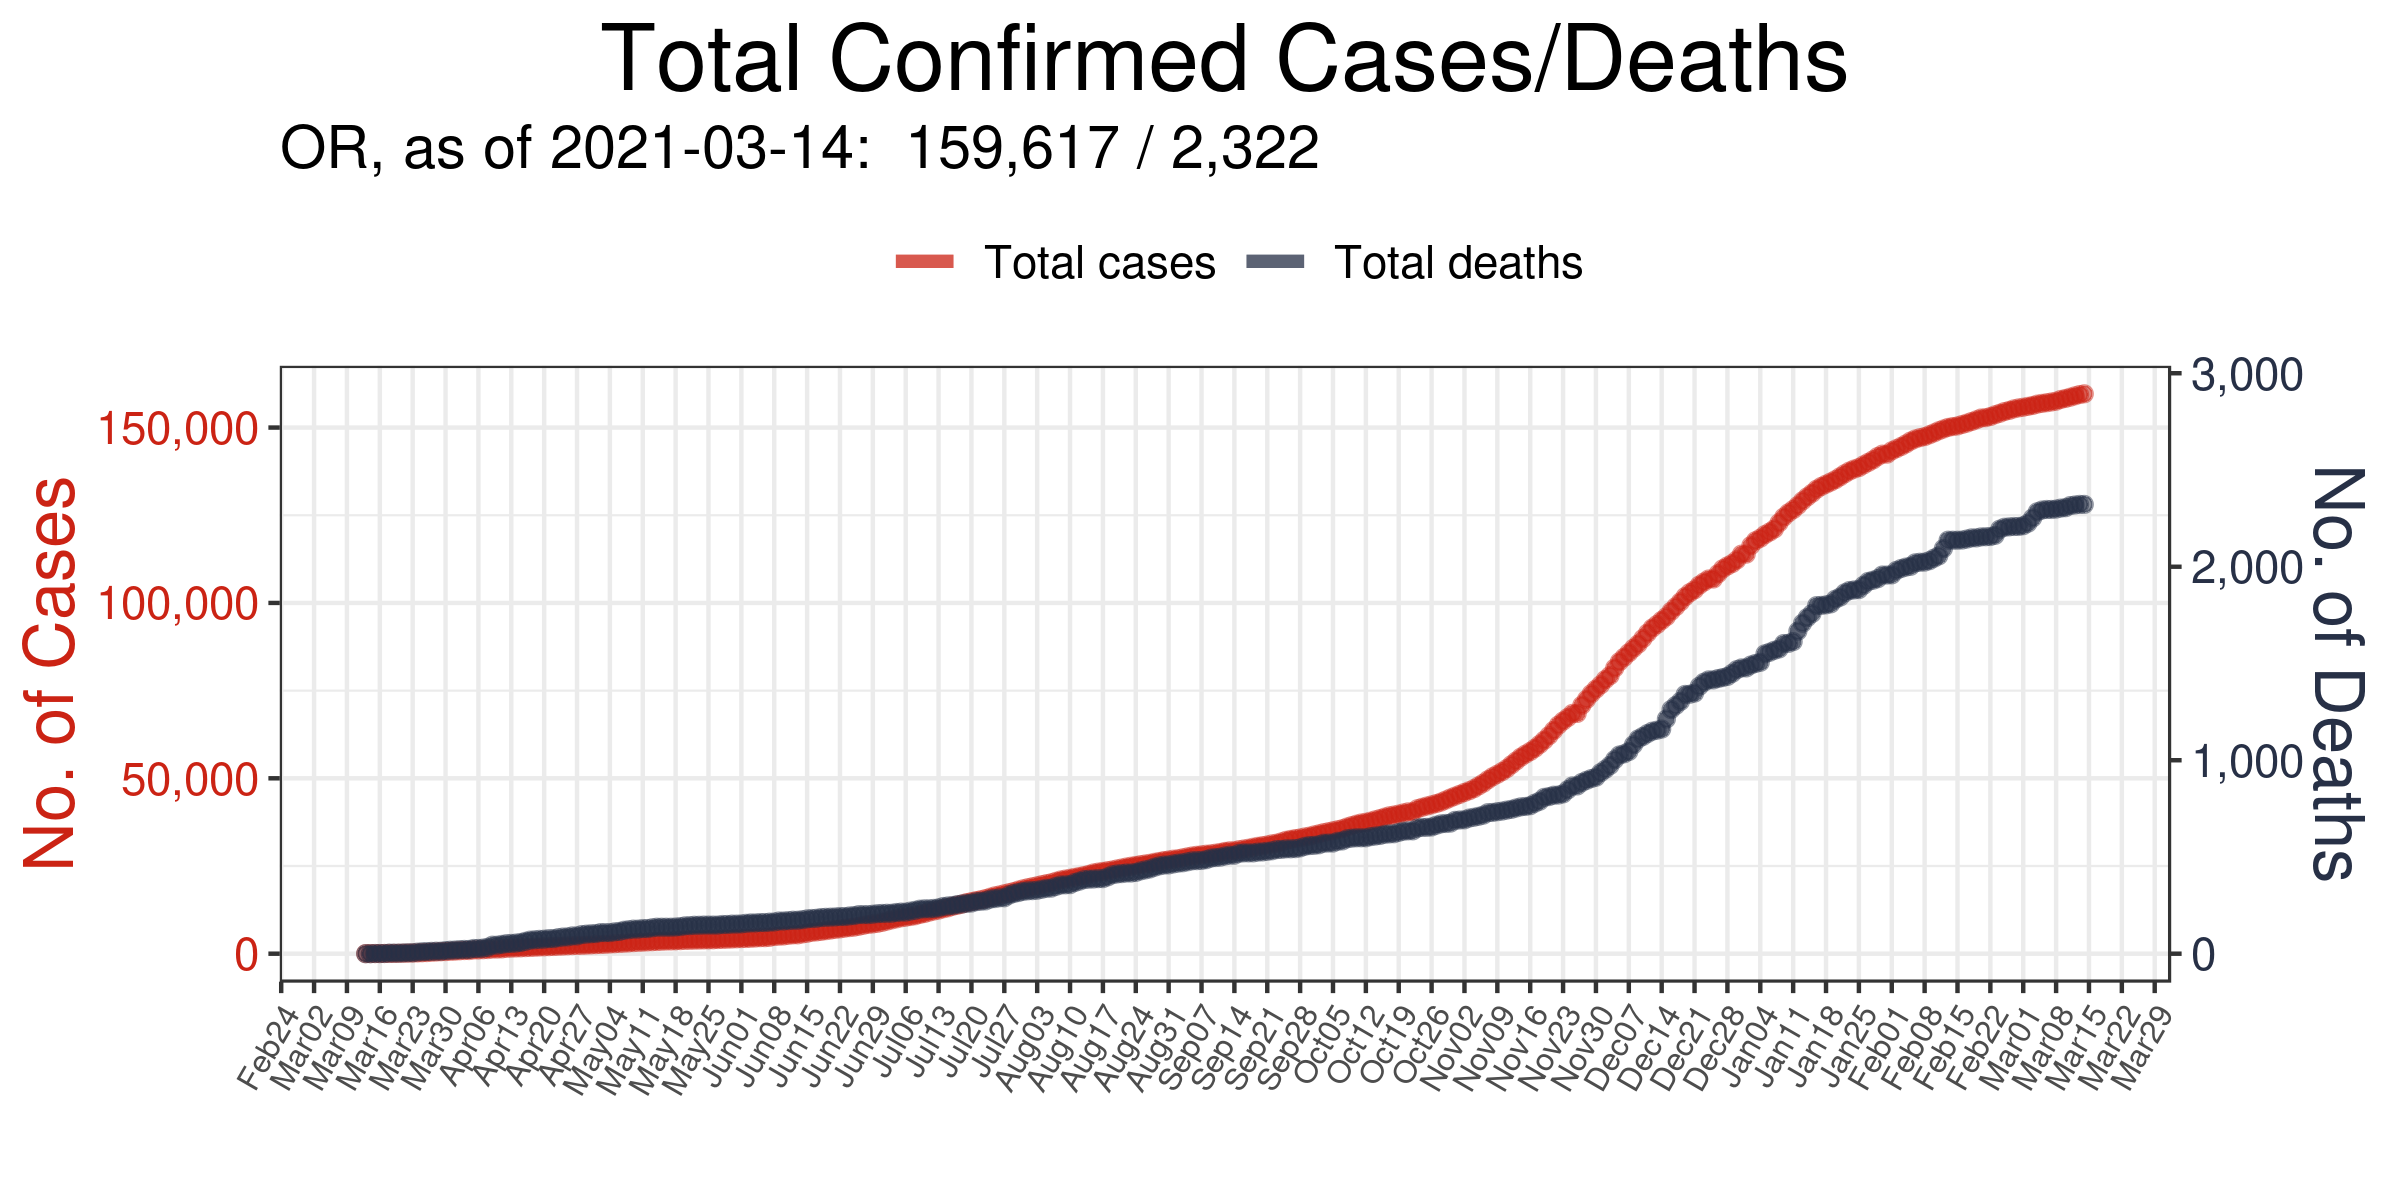 Total Confirmed Cases/Deaths
OR, as of 2021-03-14:  159,617 / 2,322
Total cases
Total deaths
No. of Cases
150,000
100,000
50,000
0
3,000
2,000
1,000
0
No. of Deaths
Feb24
Mar02
Mar09
Mar16
Mar23
Mar30
Apr06
Apr13
Apr20
Apr27
May04
May11
May18
May25
Jun01
Jun08
Jun15
Jun22
Jun29
Jul06
Jul13
Jul20
Jul27
Aug03
Aug10
Aug17
Aug24
Aug31
Sep07
Sep14
Sep21
Sep28
Oct05
Oct12
Oct19
Oct26
Nov02
Nov09
Nov16
Nov23
Nov30
Dec07
Dec14
Dec21
Dec28
Jan04
Jan11
Jan18
Jan25
Feb01
Feb08
Feb15
Feb22
Mar01
Mar08
Mar15
Mar22
Mar29